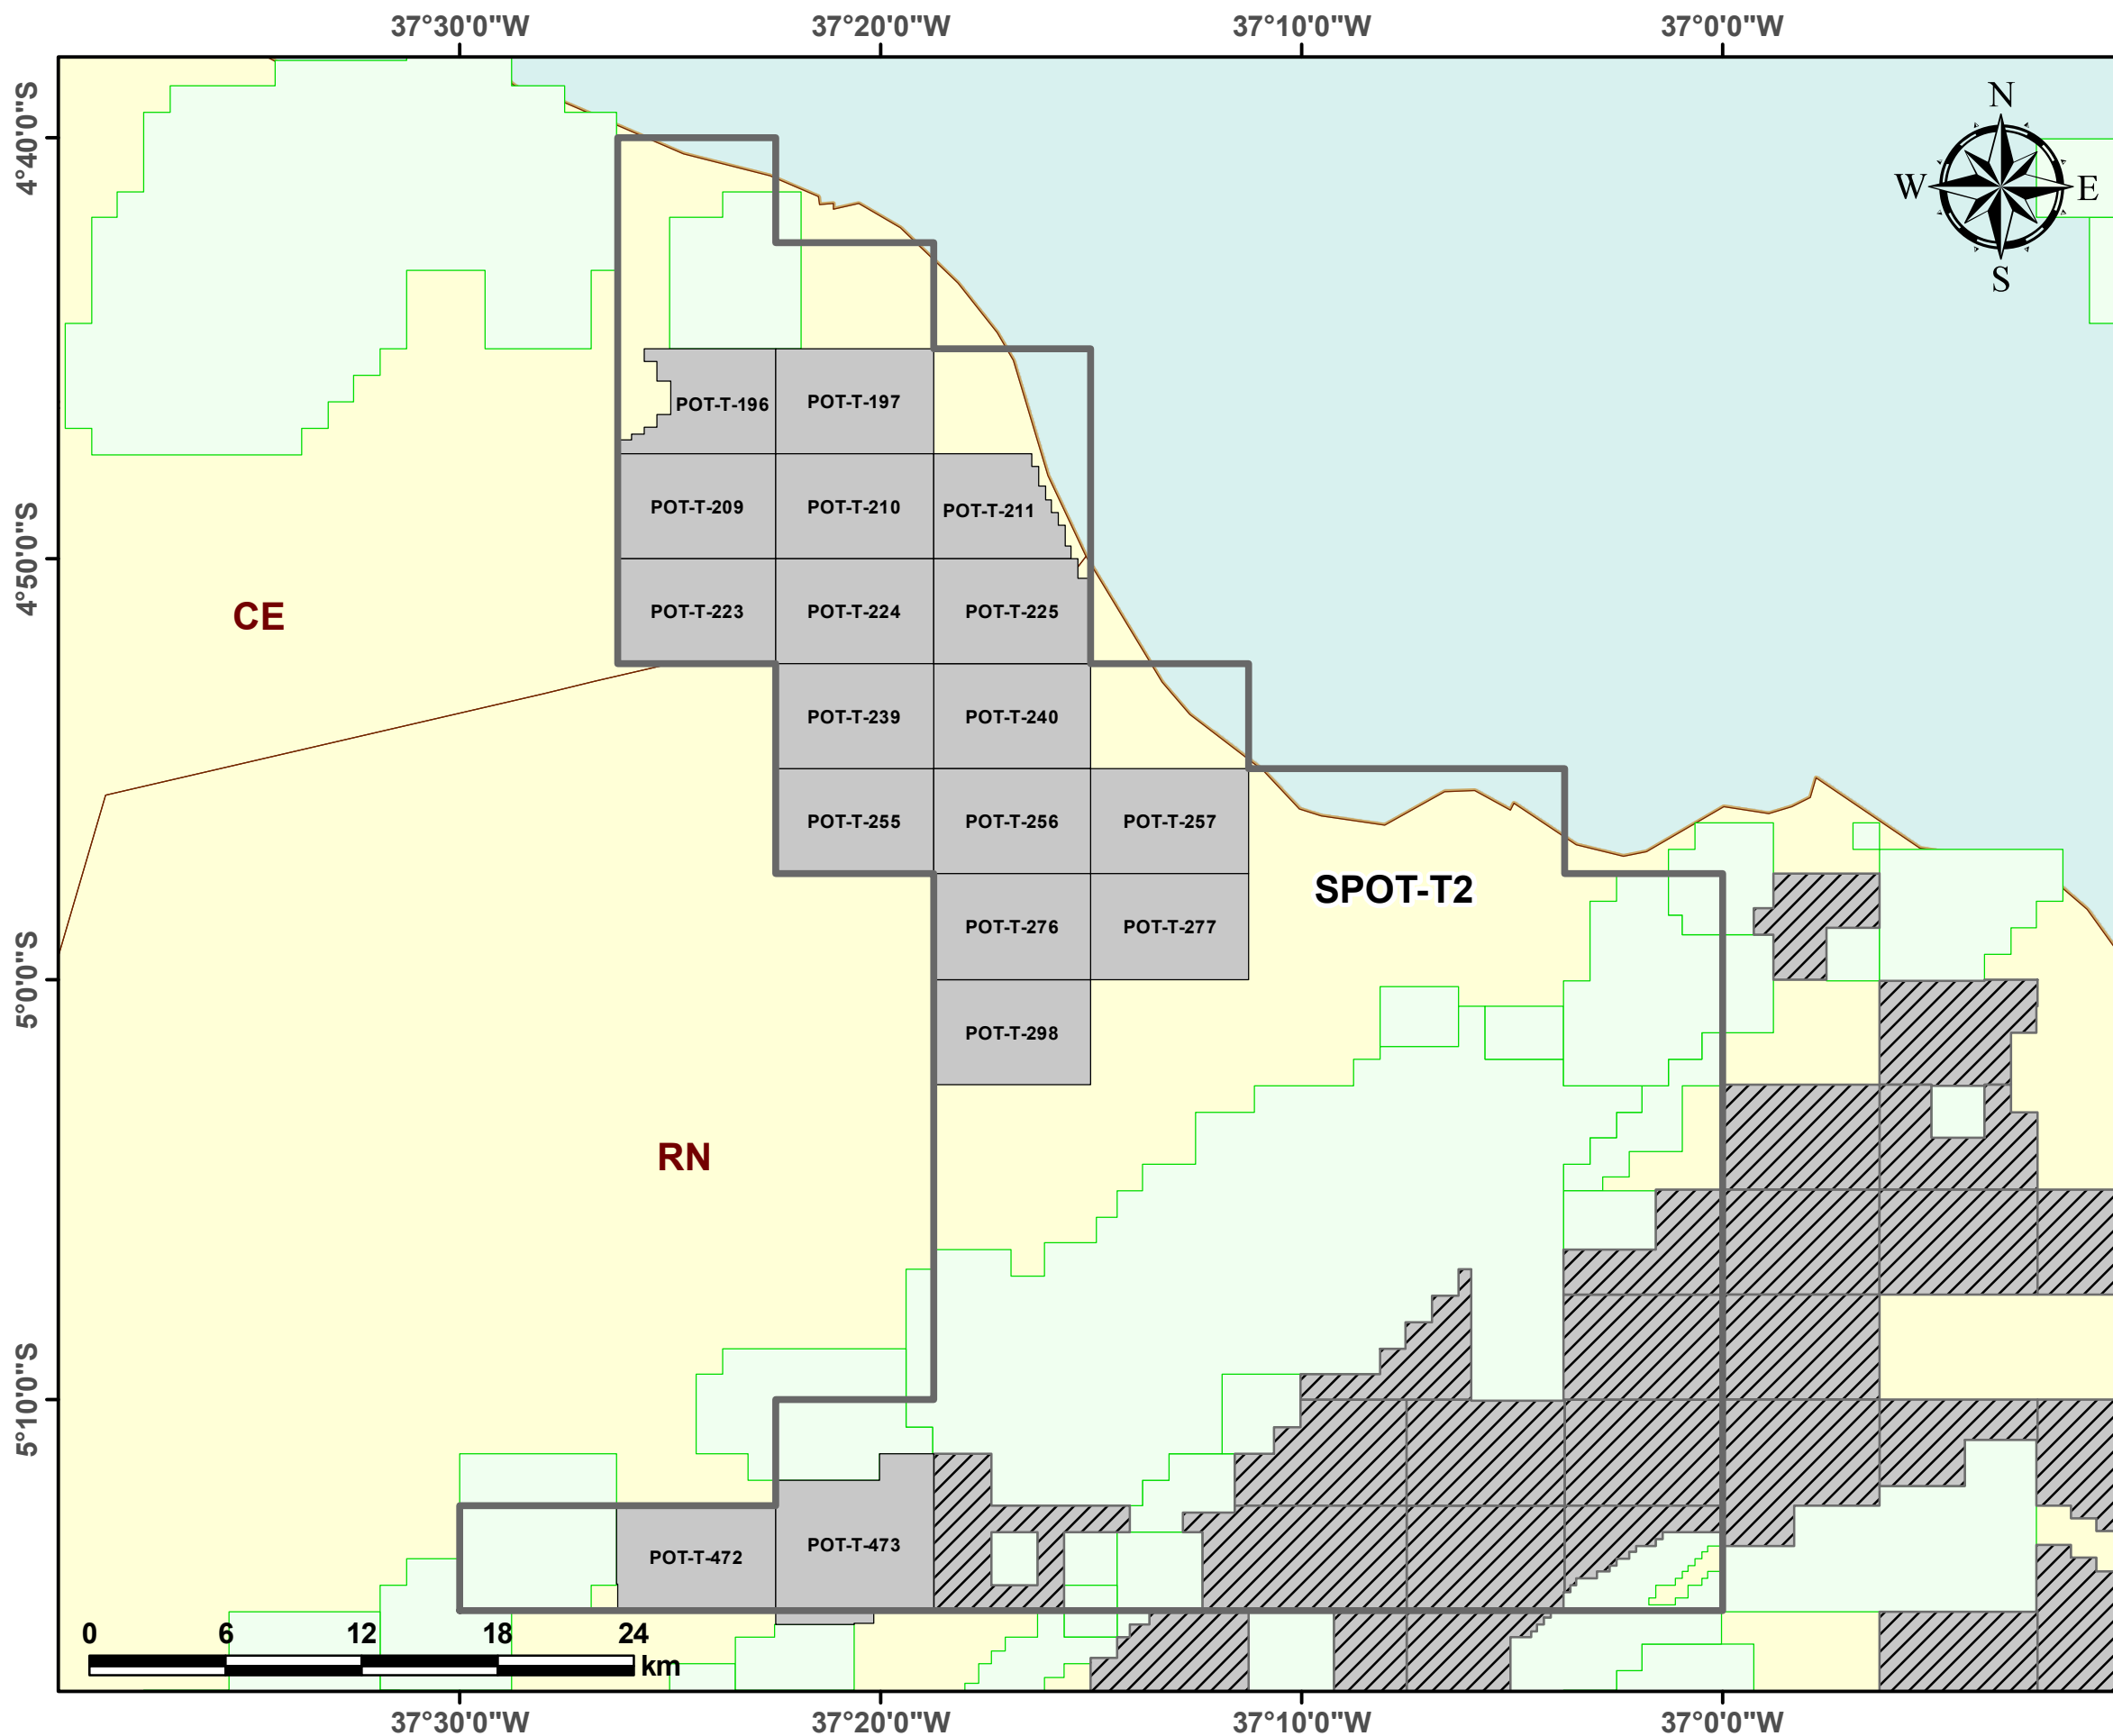 37°30'0"W 37°20'0"W 37°10'0"W 37°0'0"W
4°40'0"S
N
W E
S
POT-T-196 POT-T-197
POT-T-209 POT-T-210 POT-T-211
4°50'0"S
CE
POT-T-223 POT-T-224 POT-T-225
POT-T-239 POT-T-240
POT-T-255 POT-T-256 POT-T-257
SPOT-T2
POT-T-276 POT-T-277
5°0'0"S
POT-T-298
RN
5°10'0"S
POT-T-472 POT-T-473
0 6 12 18 24
km
37°30'0"W 37°20'0"W 37°10'0"W 37°0'0"W